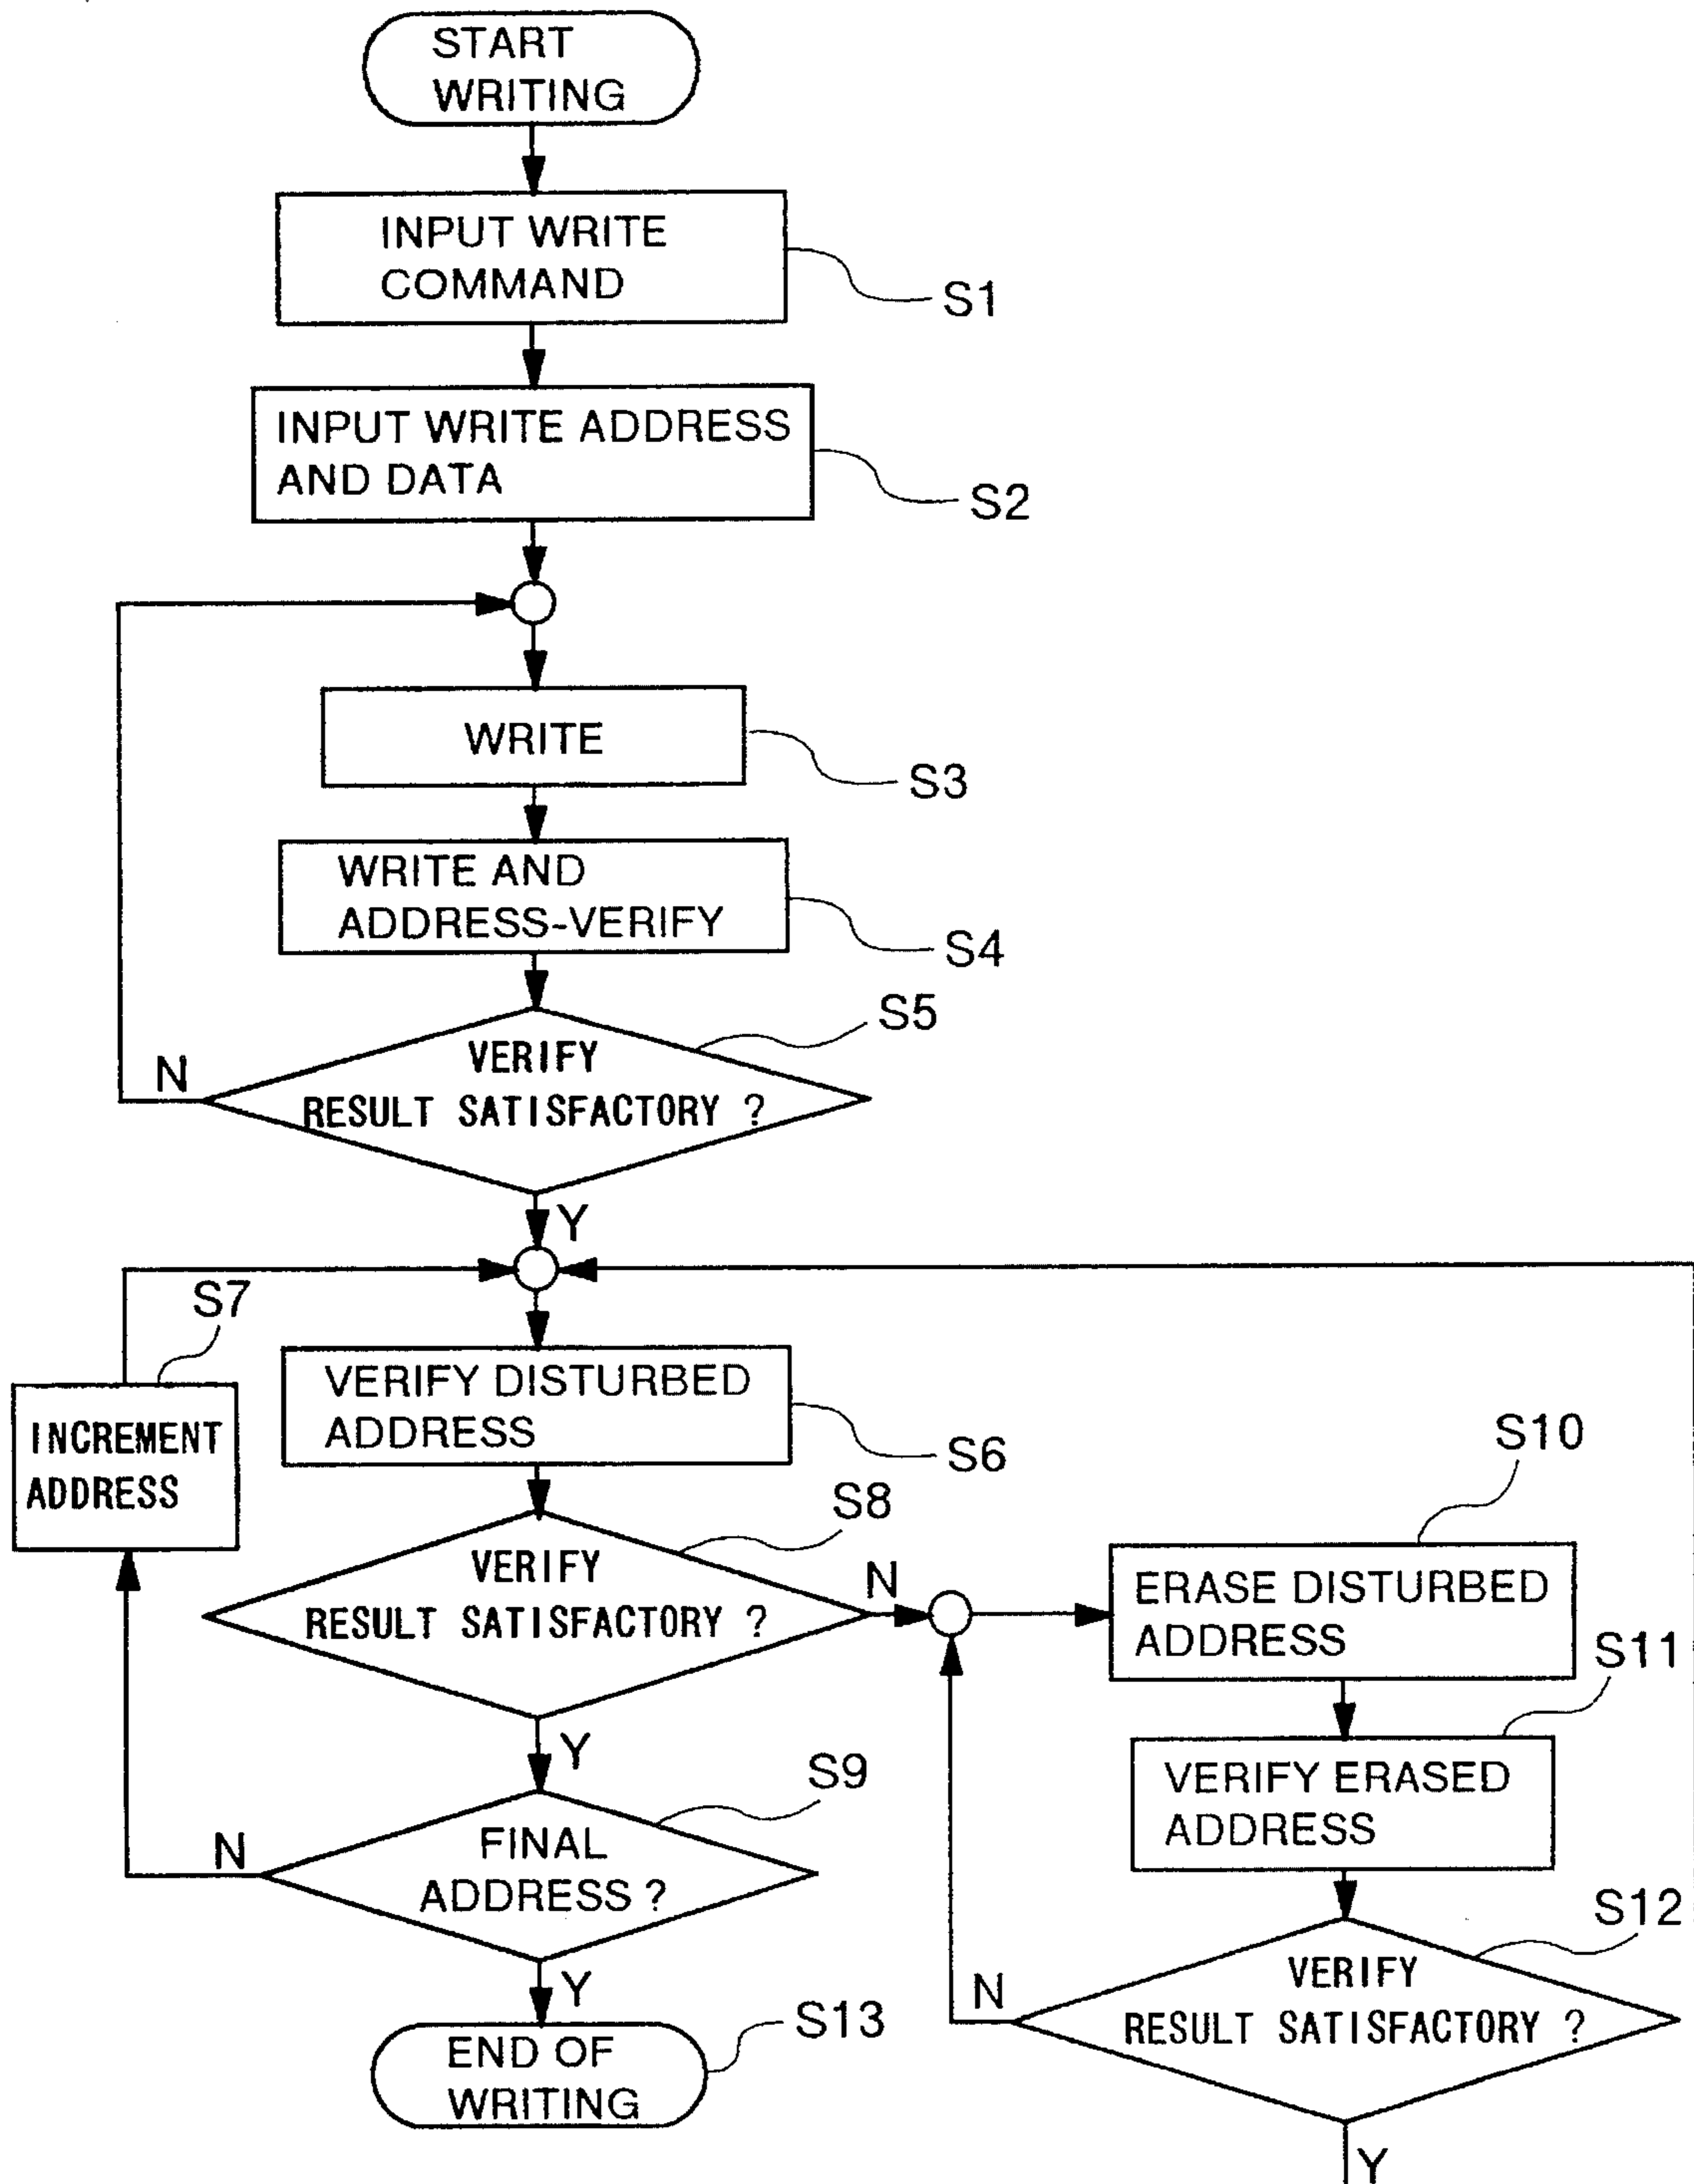 START
WRITING
INPUT WRITE
COMMAND
S1
INPUT WRITE ADDRESS
AND DATA
S2
WRITE
S3
WRITE AND
ADDRESS-VERIFY
S4
S5
VERIFY
RESULT SATISFACTORY ?
N
Y
S7
INCREMENT
ADDRESS
VERIFY DISTURBED
ADDRESS
S6
S8
VERIFY
RESULT SATISFACTORY ?
N
Y
S10
ERASE DISTURBED
ADDRESS
S11
VERIFY ERASED
ADDRESS
S9
FINAL
ADDRESS ?
N
Y
S12
VERIFY
RESULT SATISFACTORY ?
N
Y
S13
END OF
WRITING